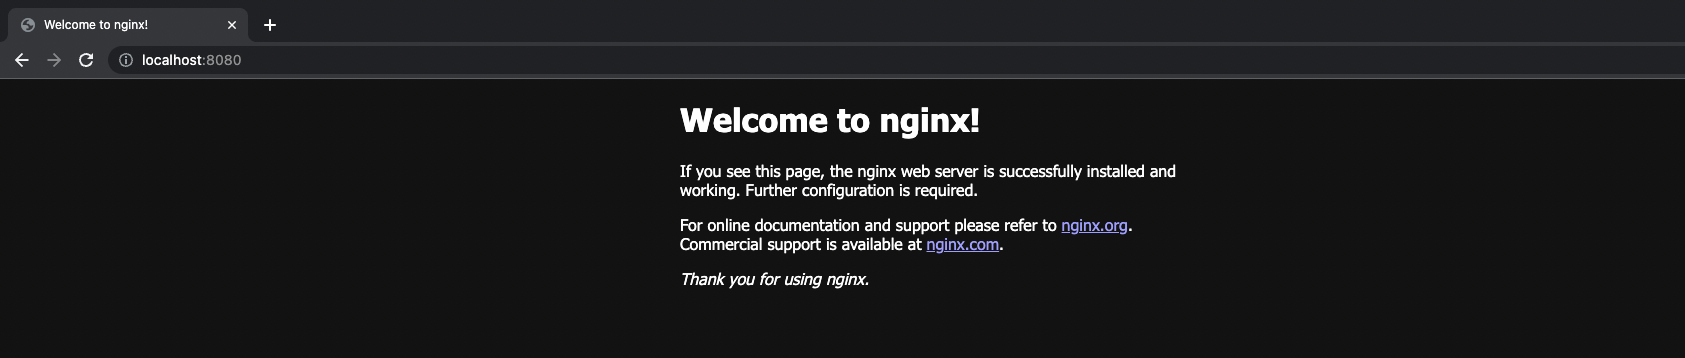 Welcome to nginx!
localhost:8080
Welcome to nginx!
If you see this page, the nginx web server is successfully installed and
working. Further configuration is required.
For online documentation and support please refer to nginx.org.
Commercial support is available at nginx.com.
Thank you for using nginx.